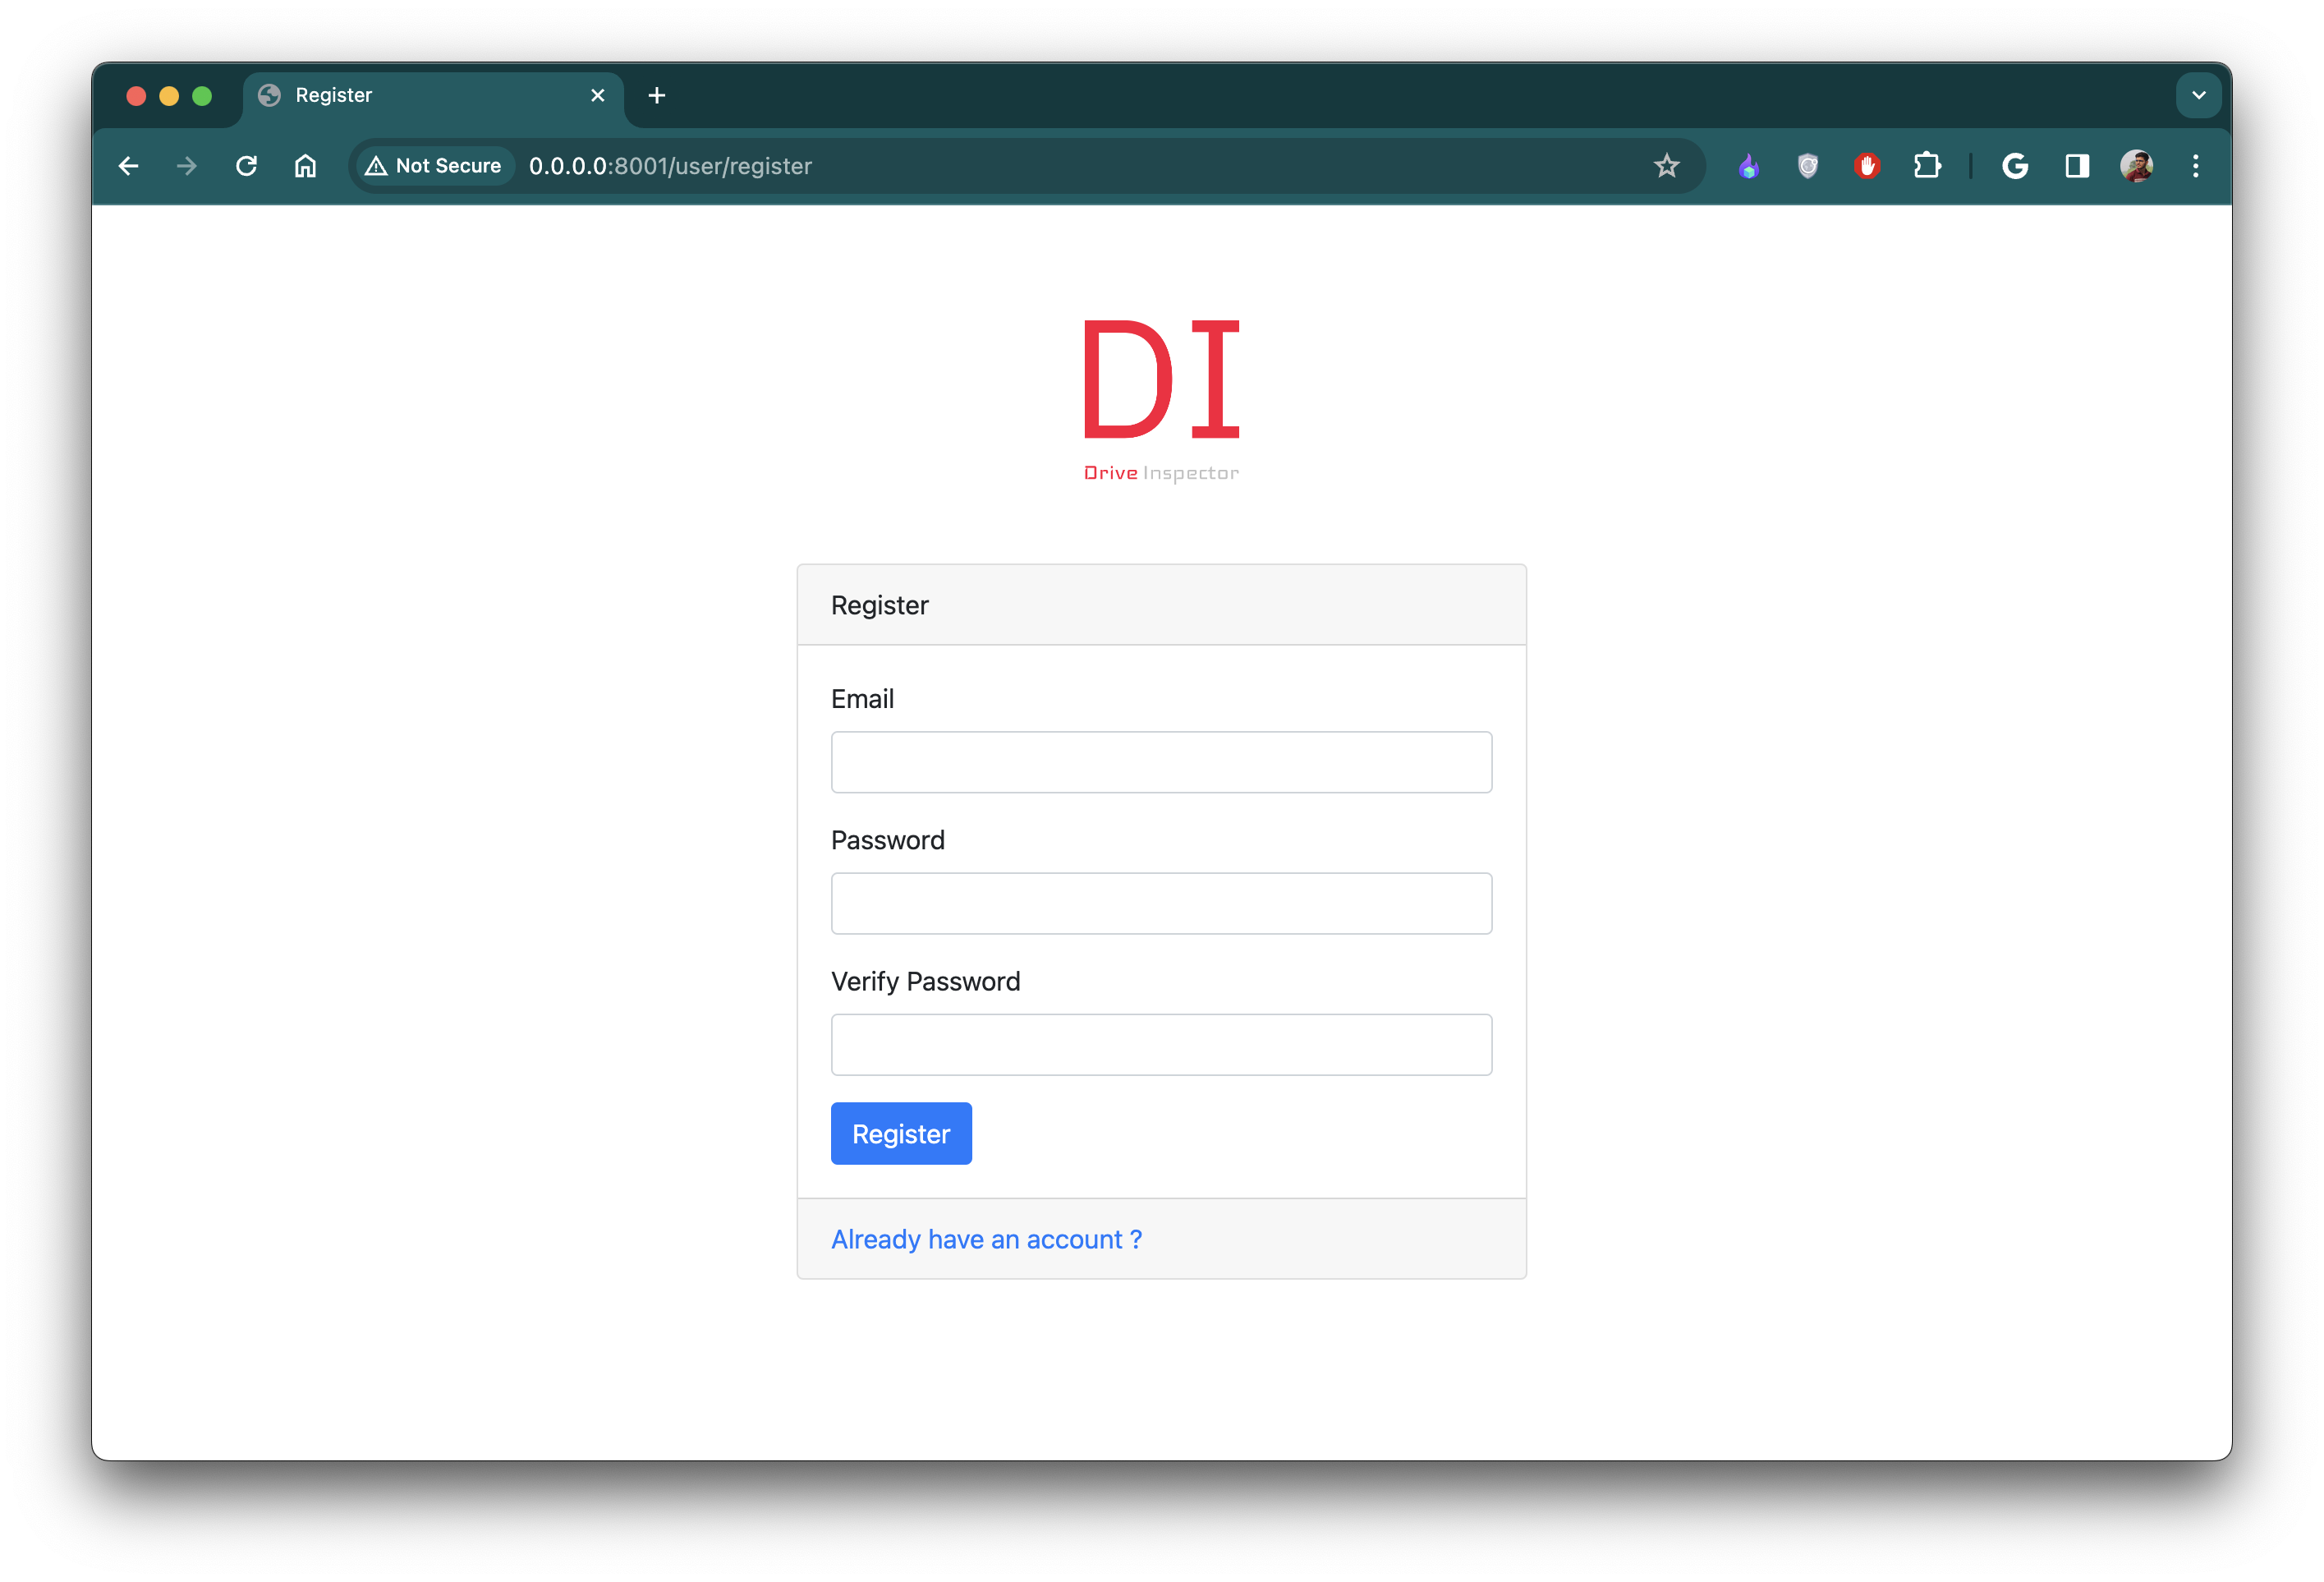 Register
Not Secure 0.0.0.0:8001/user/register
DI
Drive Inspector
Register
Email
Password
Verify Password
Register
Already have an account ?